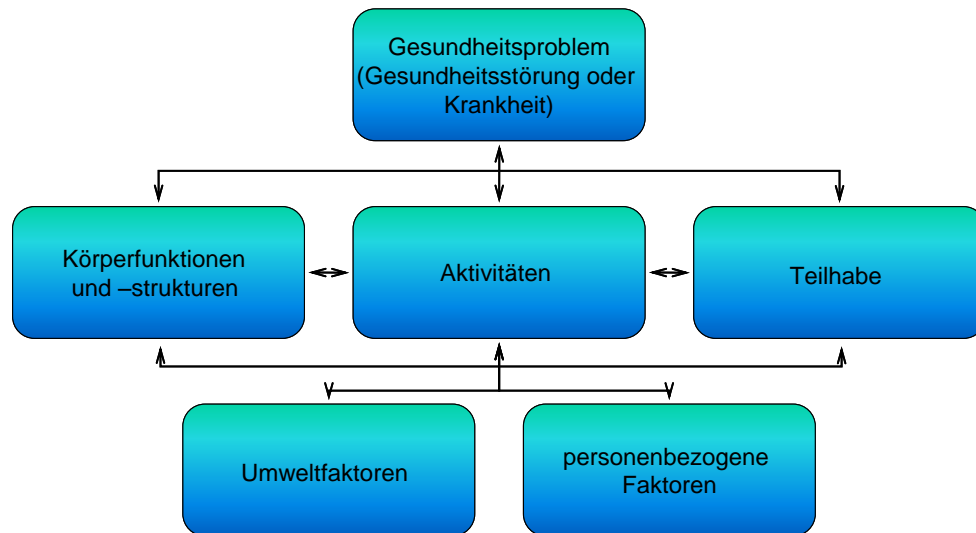 Gesundheitsproblem
(Gesundheitsstörung oder
Krankheit)
Körperfunktionen
und –strukturen
Aktivitäten
Teilhabe
Umweltfaktoren
personenbezogene
Faktoren